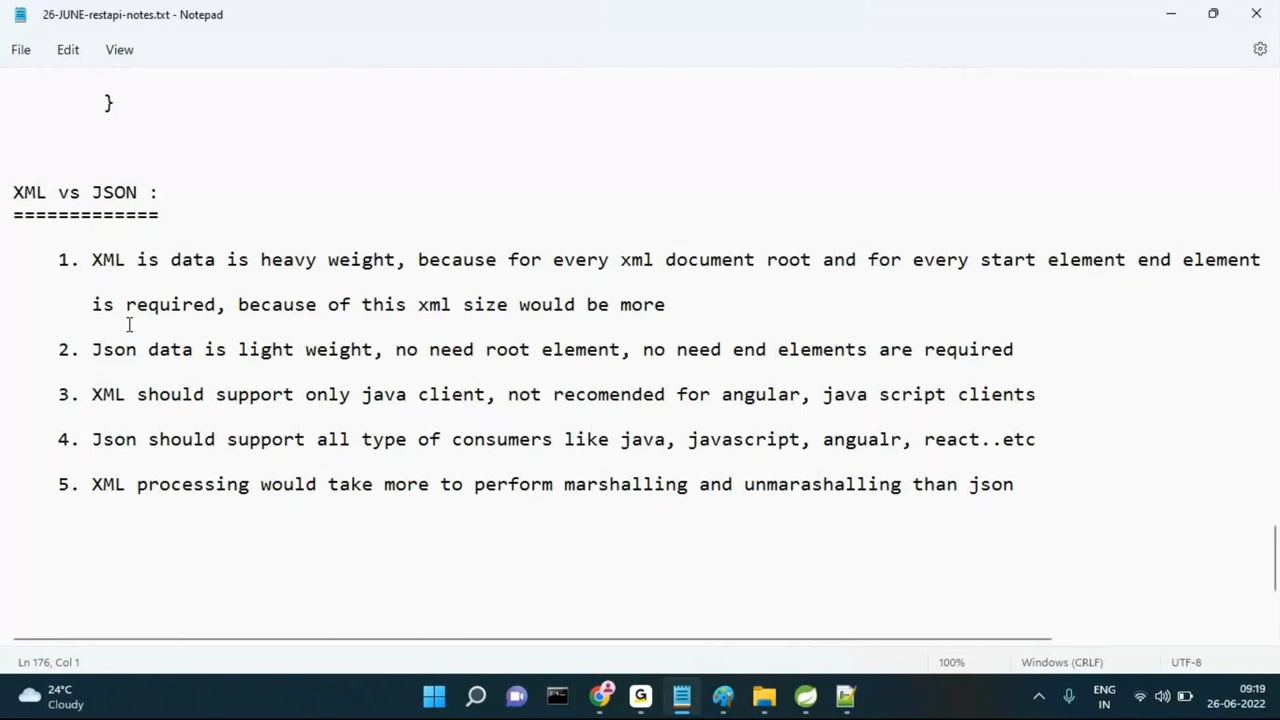 26-JUNE-restapi-notes.txt - Notepad
File Edit View
}
XML vs JSON :
=============
1. XML is data is heavy weight, because for every xml document root and for every start element end element
is required, because of this xml size would be more
2. Json data is light weight, no need root element, no need end elements are required
3. XML should support only java client, not recomended for angular, java script clients
4. Json should support all type of consumers like java, javascript, angualr, react..etc
5. XML processing would take more to perform marshalling and unmarashalling than json
Ln 176, Col 1 100% Windows (CRLF) UTF-8
24°C
Cloudy
G
ENG
IN
09:19
26-06-2022